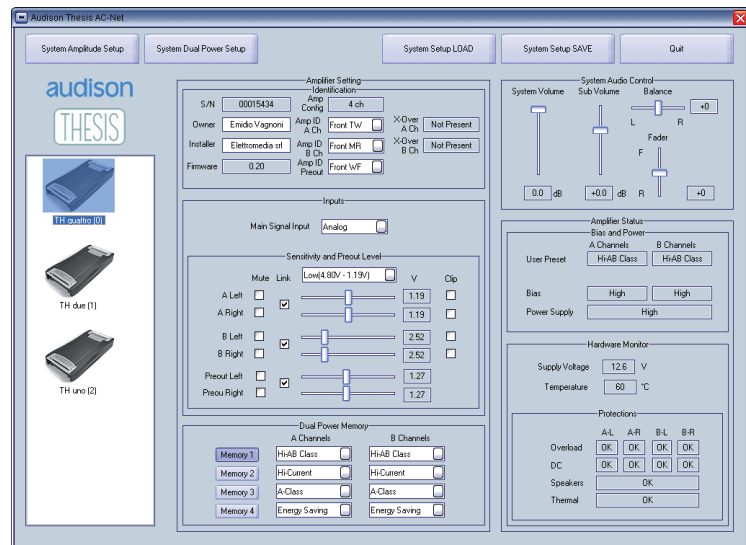 Audison Thesis AC-Net
System Amplitude Setup
System Dual Power Setup
System Setup LOAD
System Setup SAVE
Quit
audison
THESIS
TH quattro (0)
TH due (1)
TH uno (2)
Amplifier Setting
Identification
S/N 00015434 Amp Config 4 ch
Owner Emidio Vagnoni Amp ID A Ch Front TW X-Over A Ch Not Present
Installer Elettromedia srl Amp ID B Ch Front MR X-Over B Ch Not Present
Firmware 0.20 Amp ID Preout Front WF
Inputs
Main Signal Input Analog
Sensitivity and Preout Level
Mute Link Low(4.80V - 1.19V) V Clip
A Left 1.19
A Right 1.19
B Left 2.52
B Right 2.52
Preout Left 1.27
Preou Right 1.27
Dual Power Memory
A Channels B Channels
Memory 1 Hi-AB Class Hi-AB Class
Memory 2 Hi-Current Hi-Current
Memory 3 A-Class A-Class
Memory 4 Energy Saving Energy Saving
System Audio Control
System Volume Sub Volume Balance
+0
L R
Fader
F
0.0 dB +0.0 dB R +0
Amplifier Status
Bias and Power
A Channels B Channels
User Preset Hi-AB Class Hi-AB Class
Bias High High
Power Supply High
Hardware Monitor
Supply Voltage 12.6 V
Temperature 60 °C
Protections
A-L A-R B-L B-R
Overload OK OK OK OK
DC OK OK OK OK
Speakers OK
Thermal OK